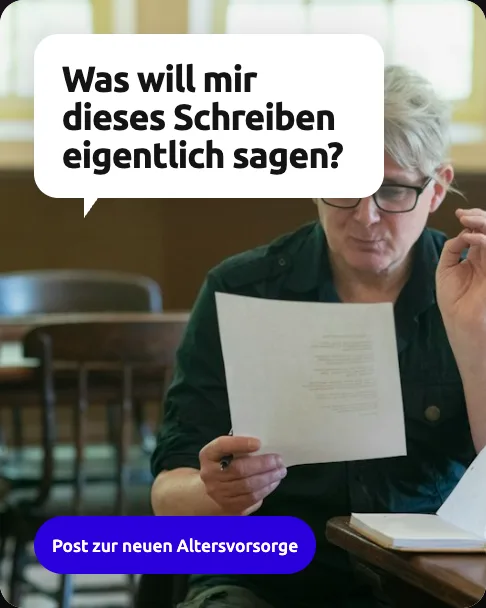 Was will mir
dieses Schreiben
eigentlich sagen?
Post zur neuen Altersvorsorge